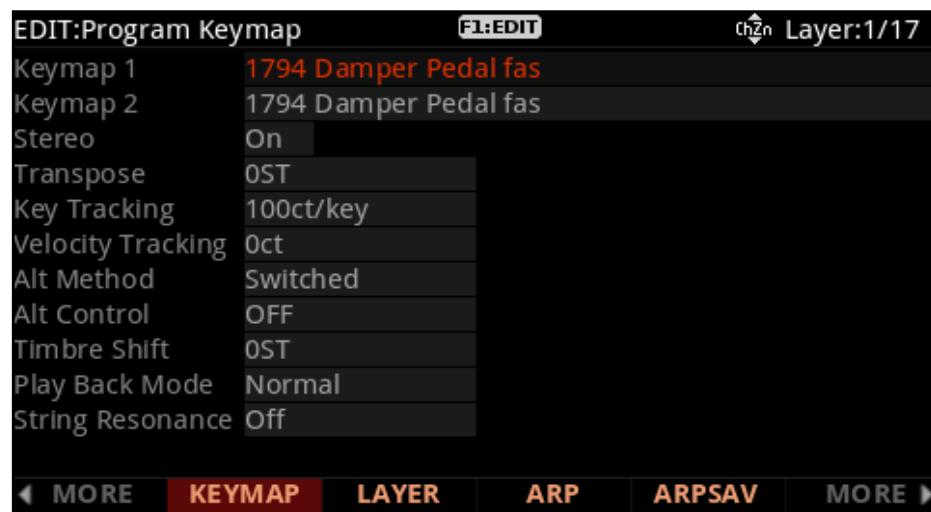 EDIT:Program Keymap F1:EDIT ChZn Layer:1/17
Keymap 1 1794 Damper Pedal fas
Keymap 2 1794 Damper Pedal fas
Stereo On
Transpose 0ST
Key Tracking 100ct/key
Velocity Tracking 0ct
Alt Method Switched
Alt Control OFF
Timbre Shift 0ST
Play Back Mode Normal
String Resonance Off
MORE KEYMAP LAYER ARP ARPSAV MORE